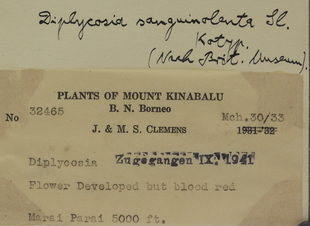 Diplycosia sanguinolenta Sl.
Kotyp.
(Nach Brit. Museum).
PLANTS OF MOUNT KINABALU
B. N. Borneo
No 32465 Mch. 30/33
J. & M. S. CLEMENS 1931-'32
Diplycosia Zugegangen IX. 1941
Flower Developed but blood red
Marai Parai 5000 ft.